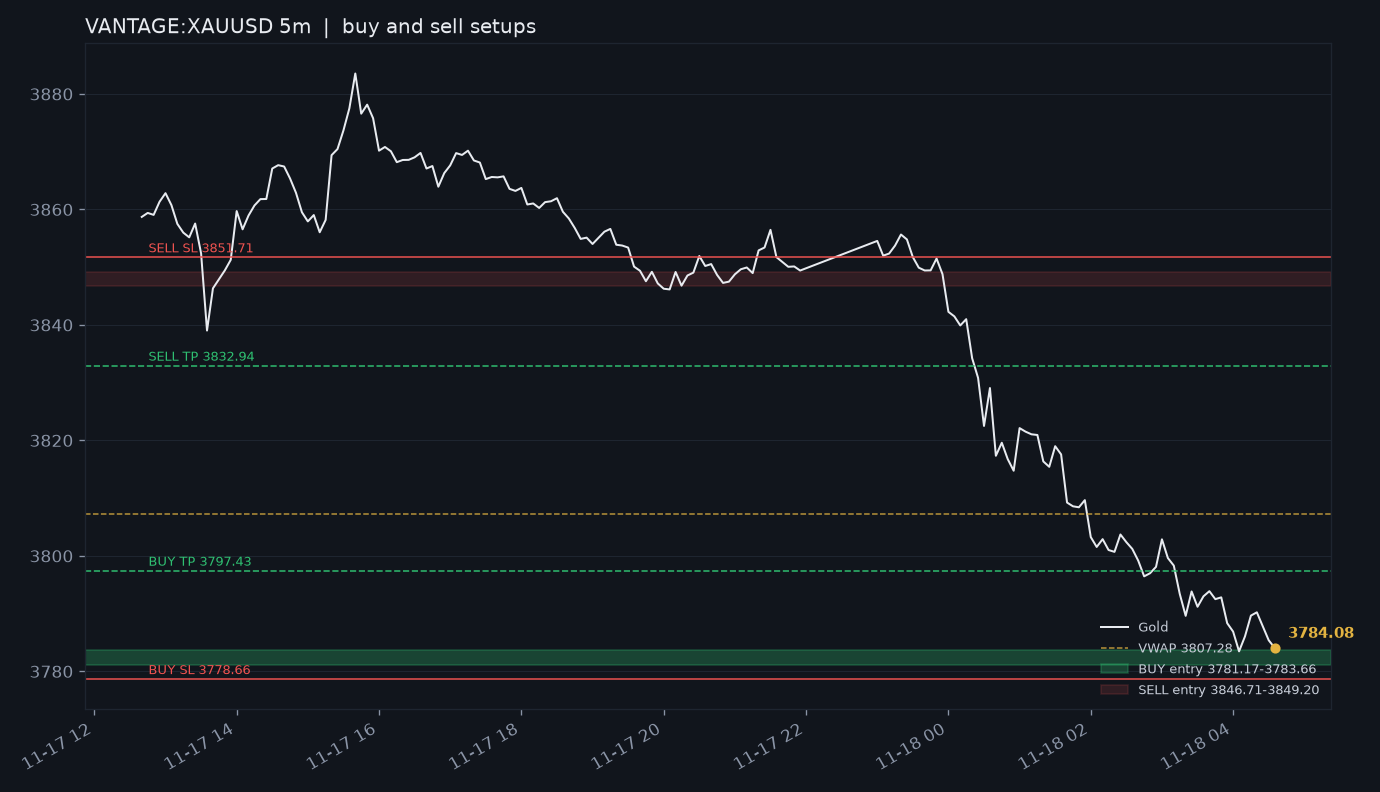 VANTAGE:XAUUSD 5m | buy and sell setups
3880
3860
SELL SL 3851.71
3840
SELL TP 3832.94
3820
3800
BUY TP 3797.43
3784.08
Gold
VWAP 3807.28
BUY entry 3781.17-3783.66
SELL entry 3846.71-3849.20
3780
BUY SL 3778.66
11-17 12
11-17 14
11-17 16
11-17 18
11-17 20
11-17 22
11-18 00
11-18 02
11-18 04